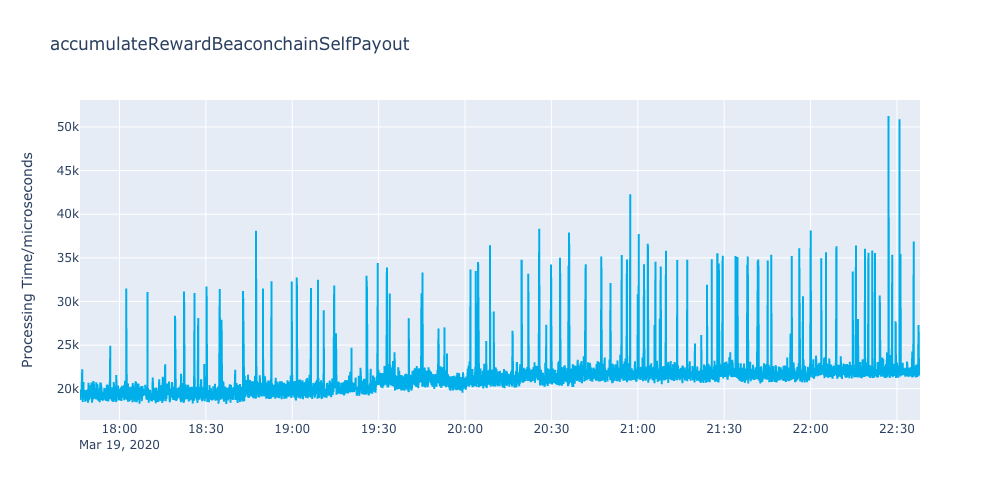 accumulateRewardBeaconchainSelfPayout
Processing Time/microseconds
50k
45k
40k
35k
30k
25k
20k
18:00 18:30 19:00 19:30 20:00 20:30 21:00 21:30 22:00 22:30
Mar 19, 2020